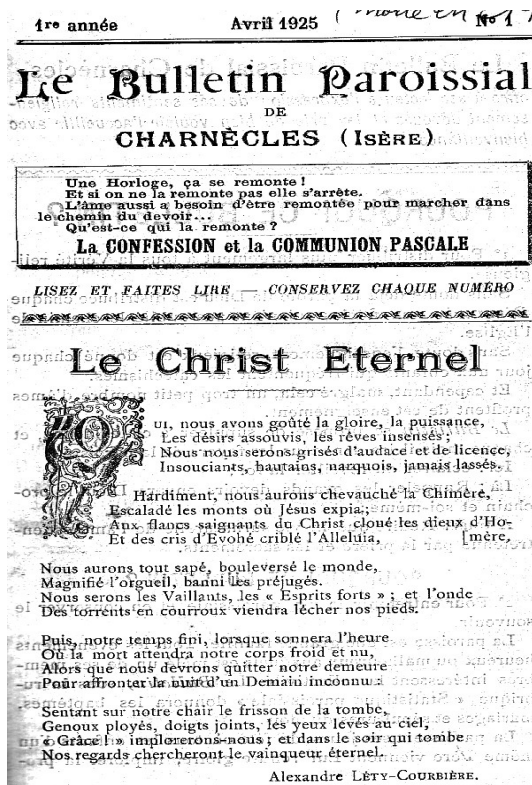 1re année Avril 1925 No 1
Le Bulletin Paroissial
DE
CHARNÈCLES (ISÈRE)
Une Horloge, ça se remonte !
Et si on ne la remonte pas elle s'arrête.
L'âme aussi a besoin d'être remontée pour marcher dans
le chemin du devoir...
Qu'est-ce qui la remonte ?
La CONFESSION et la COMMUNION PASCALE
LISEZ ET FAITES LIRE — CONSERVEZ CHAQUE NUMÉRO
Le Christ Eternel
OUI, nous avons goûté la gloire, la puissance,
Les désirs assouvis, les rêves insensés ;
Nous nous serons grisés d'audace et de licence,
Insouciants, hautains, narquois, jamais lassés.
Hardiment, nous aurons chevauché la Chimère,
Escaladé les monts où Jésus expia ;
Aux flancs saignants du Christ cloué les dieux d'Ho-
Et des cris d'Evohé criblé l'Alleluia, [mère,
Nous aurons tout sapé, bouleversé le monde,
Magnifié l'orgueil, banni les préjugés.
Nous serons les Vaillants, les « Esprits forts » ; et l'onde
Des torrents en courroux viendra lécher nos pieds.
Puis, notre temps fini, lorsque sonnera l'heure
Où la mort attendra notre corps froid et nu,
Alors que nous devrons quitter notre demeure
Pour affronter la nuit d'un Demain inconnu :
Sentant sur notre chair le frisson de la tombe,
Genoux ployés, doigts joints, les yeux levés au ciel,
« Grâce ! » implorerons-nous ; et dans le soir qui tombe
Nos regards chercheront le vainqueur éternel.
Alexandre LÉTY-COURBIÈRE.